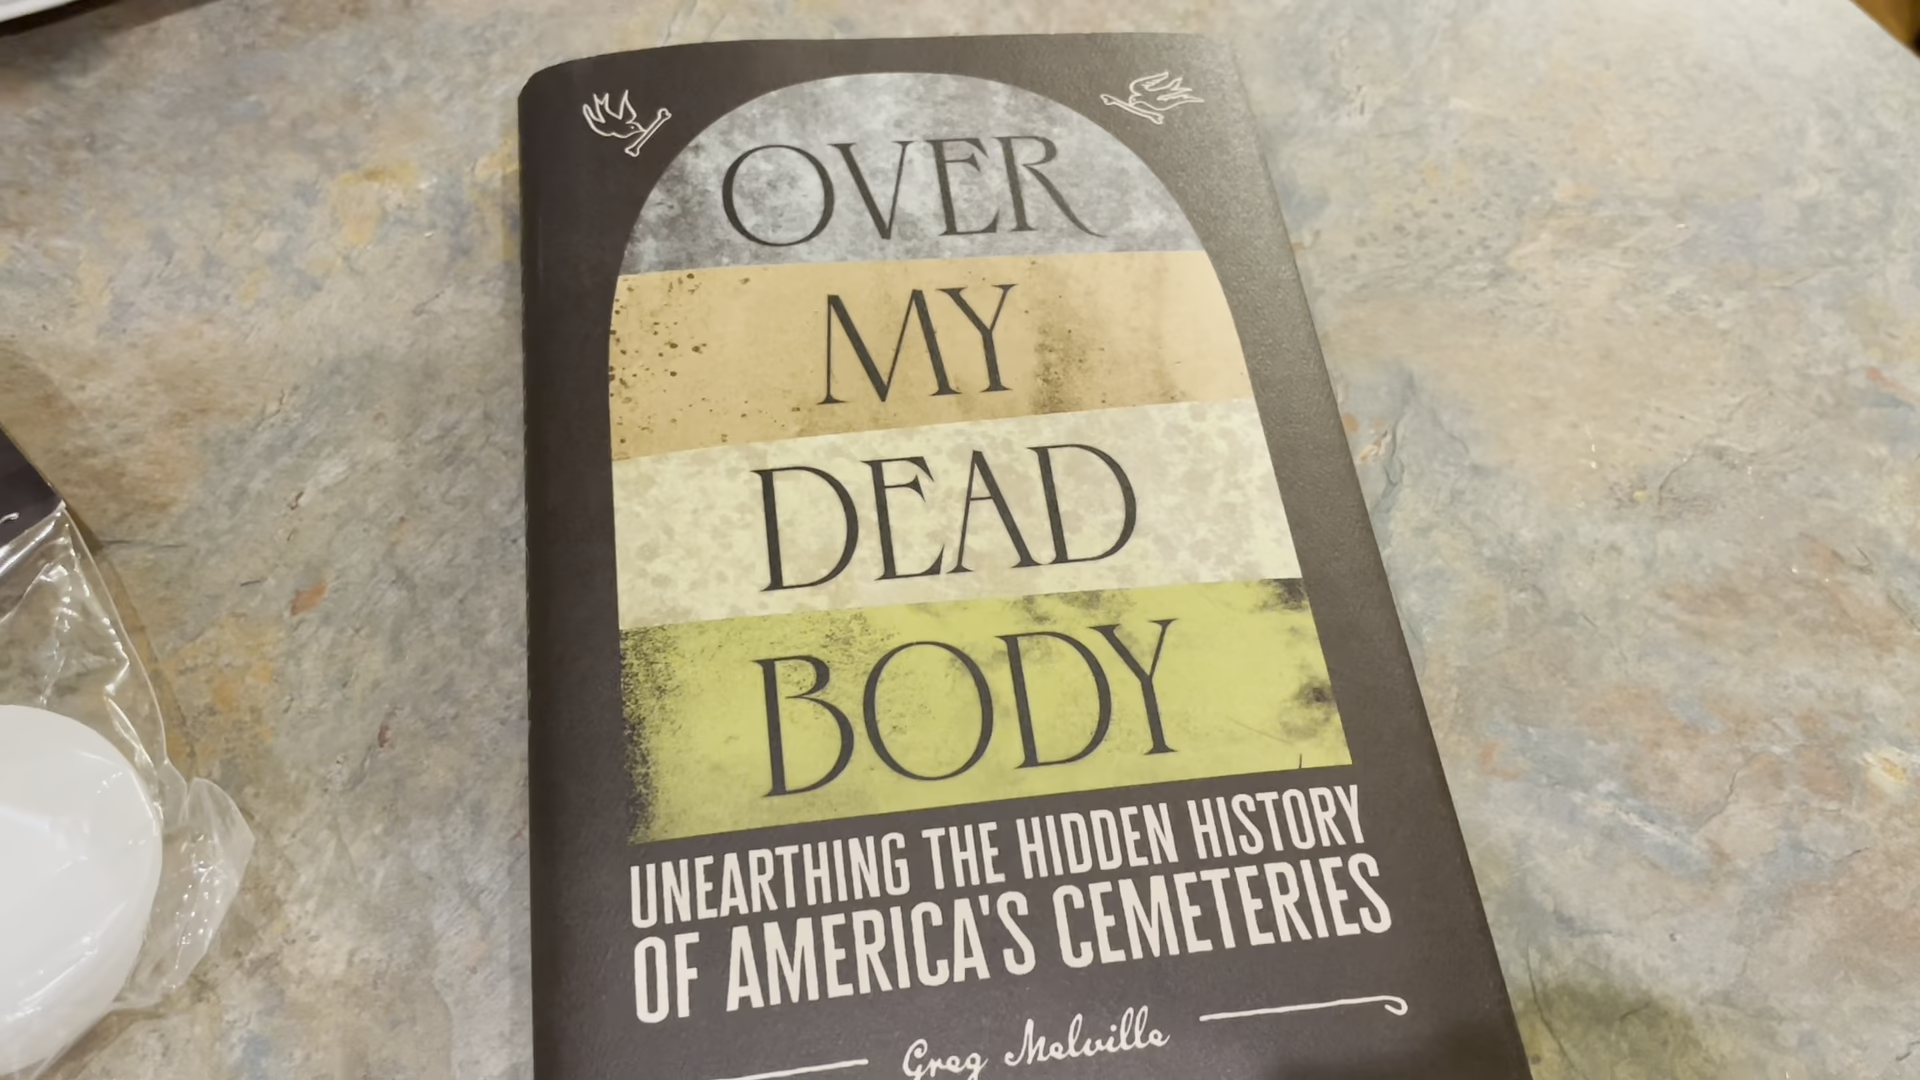 OVER
MY
DEAD
BODY
UNEARTHING THE HIDDEN HISTORY
OF AMERICA'S CEMETERIES
Greg Melville